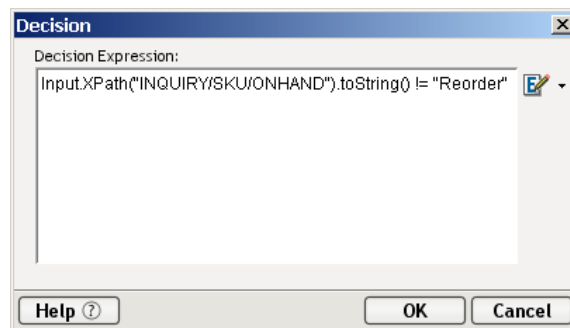 Decision
Decision Expression:
Input.XPath("INQUIRY/SKU/ONHAND").toString() != "Reorder"
Help ?
OK
Cancel